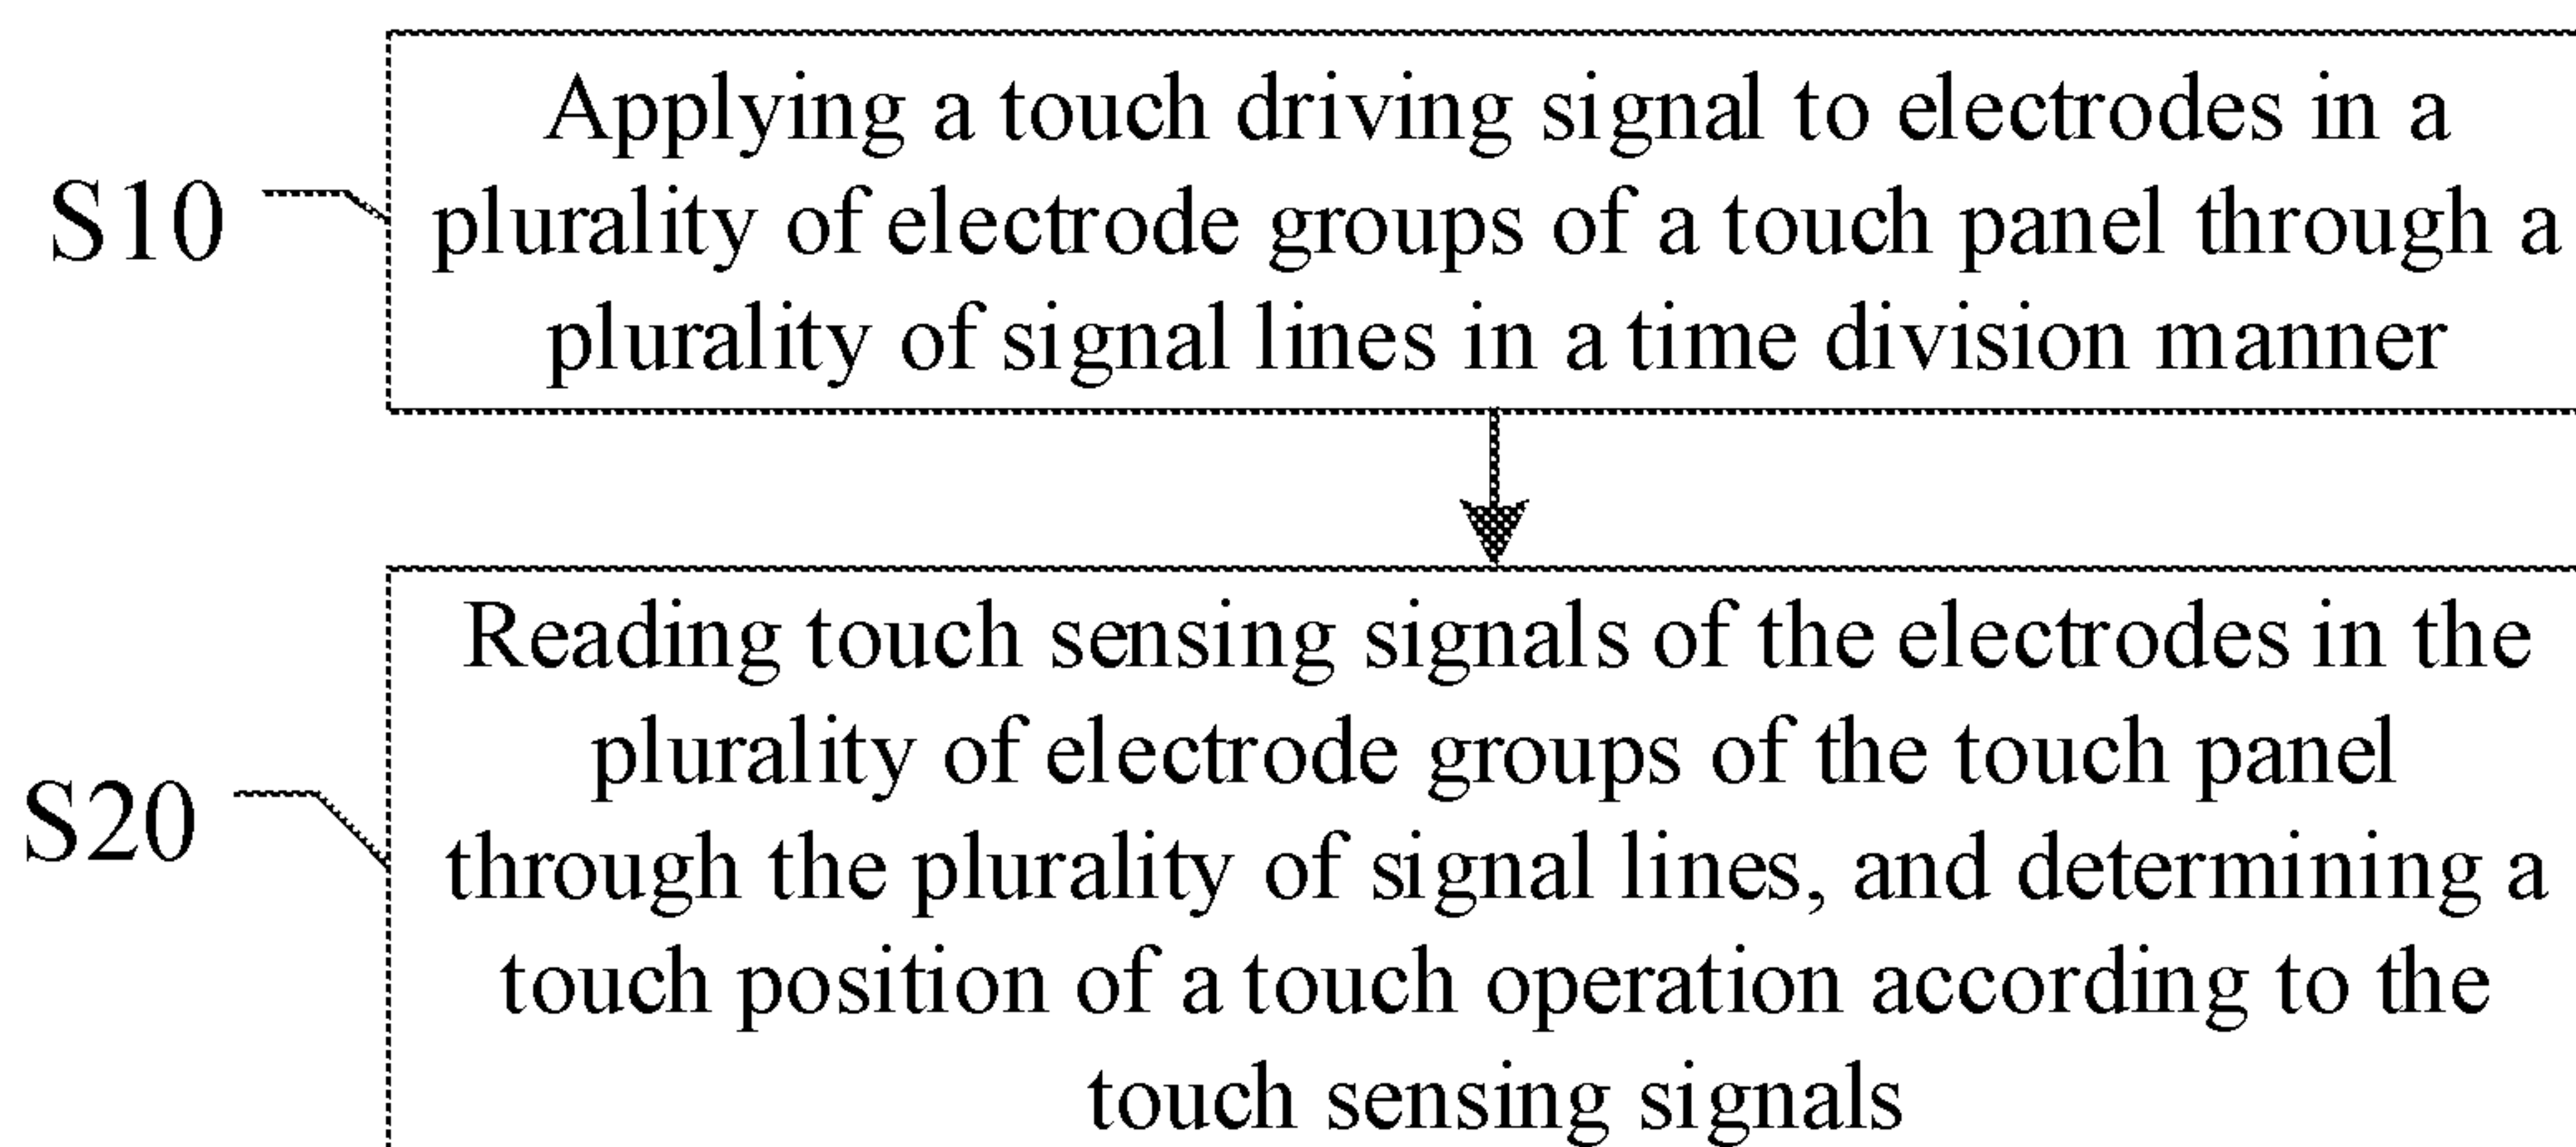 Applying a touch driving signal to electrodes in a
S10
plurality of electrode groups of a touch panel through a
plurality of signal lines in a time division manner
Reading touch sensing signals of the electrodes in the
plurality of electrode groups of the touch panel
S20
through the plurality of signal lines, and determining a
touch position of a touch operation according to the
touch sensing signals